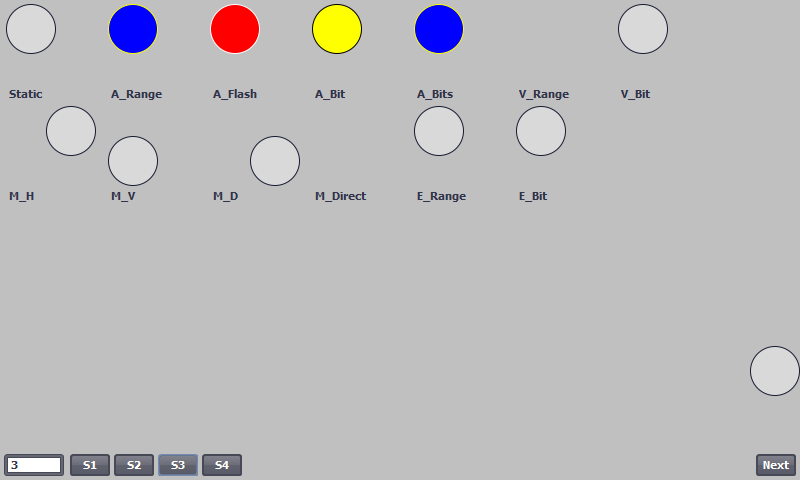 Static A_Range A_Flash A_Bit A_Bits V_Range V_Bit
M_H M_V M_D M_Direct E_Range E_Bit
3 S1 S2 S3 S4 Next